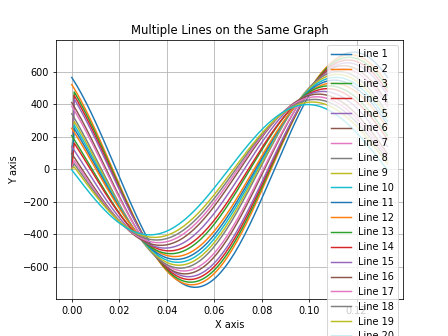 Multiple Lines on the Same Graph
Y axis
600
400
200
0
−200
−400
−600
0.00
0.02
0.04
0.06
0.08
0.10
X axis
Line 1
Line 2
Line 3
Line 4
Line 5
Line 6
Line 7
Line 8
Line 9
Line 10
Line 11
Line 12
Line 13
Line 14
Line 15
Line 16
Line 17
Line 18
Line 19
Line 20